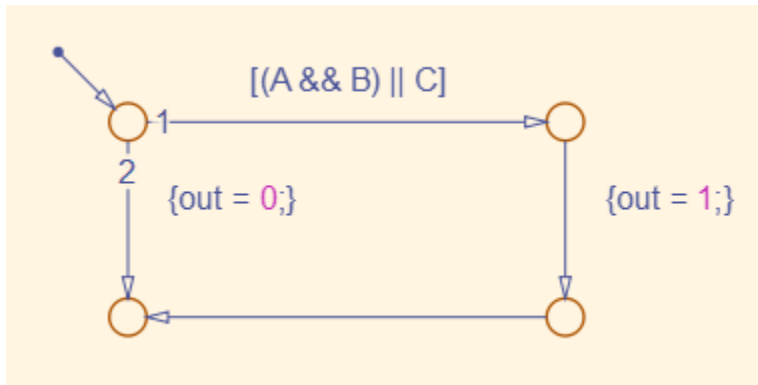 [(A && B) || C]
1
2
{out = 0;}
{out = 1;}